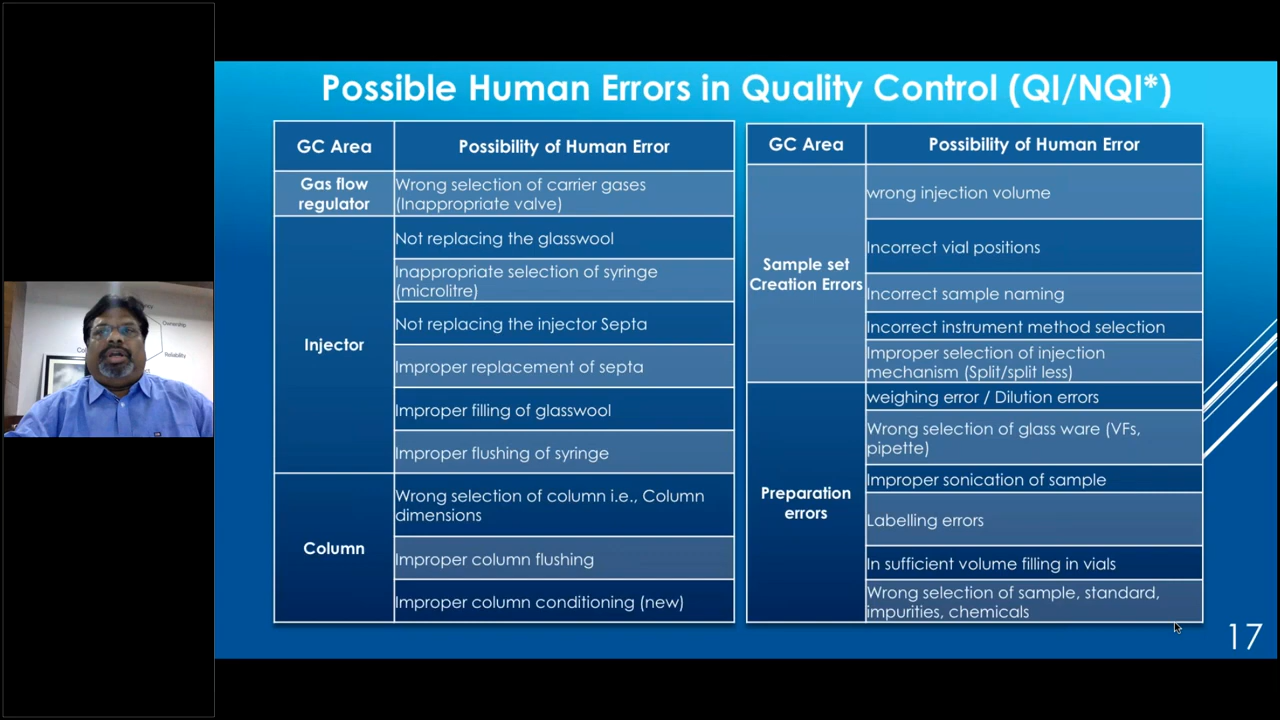 Possible Human Errors in Quality Control (QI/NQI*)
GC Area
Possibility of Human Error
Gas flow
regulator
Wrong selection of carrier gases
(Inappropriate valve)
Injector
Not replacing the glasswool
Inappropriate selection of syringe
(microlitre)
Not replacing the injector Septa
Improper replacement of septa
Improper filling of glasswool
Improper flushing of syringe
Column
Wrong selection of column i.e., Column
dimensions
Improper column flushing
Improper column conditioning (new)
GC Area
Possibility of Human Error
Sample set
Creation Errors
wrong injection volume
Incorrect vial positions
Incorrect sample naming
Incorrect instrument method selection
Improper selection of injection
mechanism (Split/split less)
Preparation
errors
weighing error / Dilution errors
Wrong selection of glass ware (VFs,
pipette)
Improper sonication of sample
Labelling errors
In sufficient volume filling in vials
Wrong selection of sample, standard,
impurities, chemicals
17
Ownership
Reliability